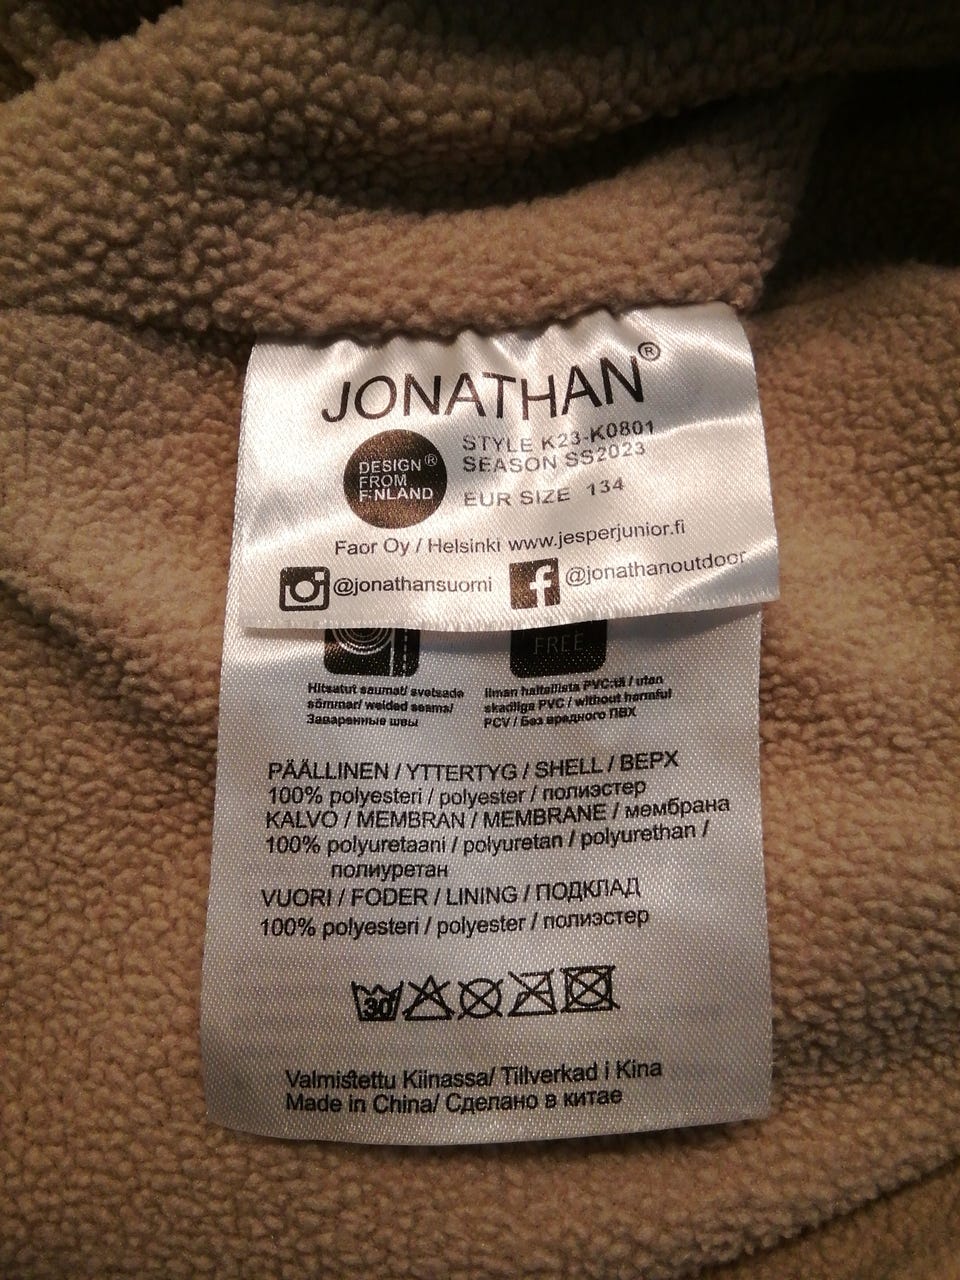 JONATHAN®
DESIGN®
FROM
FINLAND
STYLE K23-K0801
SEASON SS2023
EUR SIZE 134
Faor Oy / Helsinki www.jesperjunior.fi
@jonathansuomi
@jonathanoutdoor
FREE
Hitsatut saumat/ svetsade
sömmar/ welded seams/
Заваренные швы
Ilman haitallista PVC:tä / utan
skadliga PVC / without harmful
PCV / Без вредного ПВХ
PÄÄLLINEN / YTTERTYG / SHELL / ВЕРХ
100% polyesteri / polyester / полиэстер
KALVO / MEMBRAN / MEMBRANE / мембрана
100% polyuretaani / polyuretan / polyurethan /
полиуретан
VUORI / FODER / LINING / ПОДКЛАД
100% polyesteri / polyester / полиэстер
30
Valmistettu Kiinassa/ Tillverkad i Kina
Made in China/ Сделано в китае